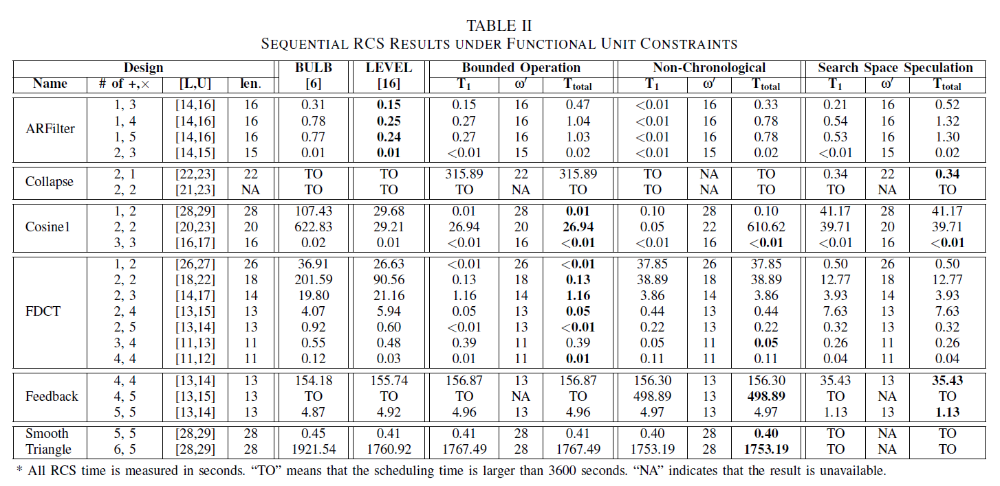 TABLE II
SEQUENTIAL RCS RESULTS UNDER FUNCTIONAL UNIT CONSTRAINTS
Design BULB LEVEL Bounded Operation Non-Chronological Search Space Speculation
Name # of +,× [L,U] len. [6] [16] T1 ω′ Ttotal T1 ω′ Ttotal T1 ω′ Ttotal
ARFilter
1, 3 [14,16] 16 0.31 0.15 0.15 16 0.47 <0.01 16 0.33 0.21 16 0.52
1, 4 [14,16] 16 0.78 0.25 0.27 16 1.04 <0.01 16 0.78 0.54 16 1.32
1, 5 [14,16] 16 0.77 0.24 0.27 16 1.03 <0.01 16 0.78 0.53 16 1.30
2, 3 [14,15] 15 0.01 0.01 <0.01 15 0.02 <0.01 15 0.02 <0.01 15 0.02
Collapse
2, 1 [22,23] 22 TO TO 315.89 22 315.89 TO NA TO 0.34 22 0.34
2, 2 [21,23] NA TO TO TO NA TO TO NA TO TO NA TO
Cosine1
1, 2 [28,29] 28 107.43 29.68 0.01 28 0.01 0.10 28 0.10 41.17 28 41.17
2, 2 [20,23] 20 622.83 29.21 26.94 20 26.94 0.05 22 610.62 39.71 20 39.71
3, 3 [16,17] 16 0.02 0.01 <0.01 16 <0.01 <0.01 16 <0.01 <0.01 16 <0.01
FDCT
1, 2 [26,27] 26 36.91 26.63 <0.01 26 <0.01 37.85 26 37.85 0.50 26 0.50
2, 2 [18,22] 18 201.59 90.56 0.13 18 0.13 38.89 18 38.89 12.77 18 12.77
2, 3 [14,17] 14 19.80 21.16 1.16 14 1.16 3.86 14 3.86 3.93 14 3.93
2, 4 [13,15] 13 4.07 5.94 0.05 13 0.05 0.44 13 0.44 7.63 13 7.63
2, 5 [13,14] 13 0.92 0.60 <0.01 13 <0.01 0.22 13 0.22 0.32 13 0.32
3, 4 [11,13] 11 0.55 0.48 0.39 11 0.39 0.05 11 0.05 0.26 11 0.26
4, 4 [11,12] 11 0.12 0.03 0.01 11 0.01 0.11 11 0.11 0.04 11 0.04
Feedback
4, 4 [13,14] 13 154.18 155.74 156.87 13 156.87 156.30 13 156.30 35.43 13 35.43
4, 5 [13,15] 13 TO TO TO NA TO 498.89 13 498.89 TO NA TO
5, 5 [13,14] 13 4.87 4.92 4.96 13 4.96 4.97 13 4.97 1.13 13 1.13
Smooth 5, 5 [28,29] 28 0.45 0.41 0.41 28 0.41 0.40 28 0.40 TO NA TO
Triangle 6, 5 [28,29] 28 1921.54 1760.92 1767.49 28 1767.49 1753.19 28 1753.19 TO NA TO
* All RCS time is measured in seconds. “TO” means that the scheduling time is larger than 3600 seconds. “NA” indicates that the result is unavailable.